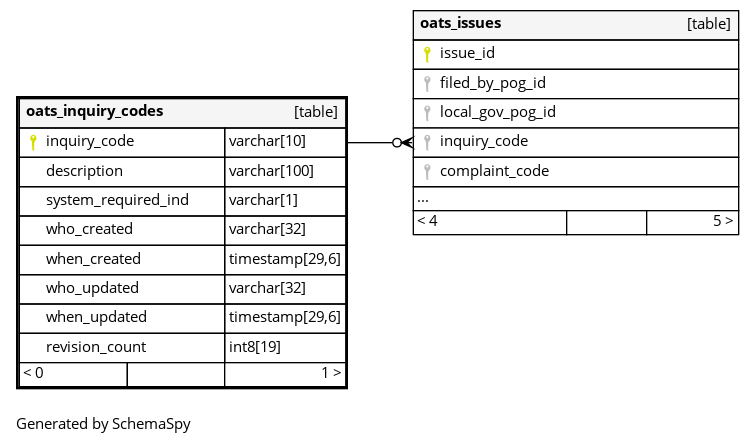 oats_issues [table]
issue_id
filed_by_pog_id
local_gov_pog_id
inquiry_code
complaint_code
...
< 4 5 >
oats_inquiry_codes [table]
inquiry_code varchar[10]
description varchar[100]
system_required_ind varchar[1]
who_created varchar[32]
when_created timestamp[29,6]
who_updated varchar[32]
when_updated timestamp[29,6]
revision_count int8[19]
< 0 1 >
Generated by SchemaSpy